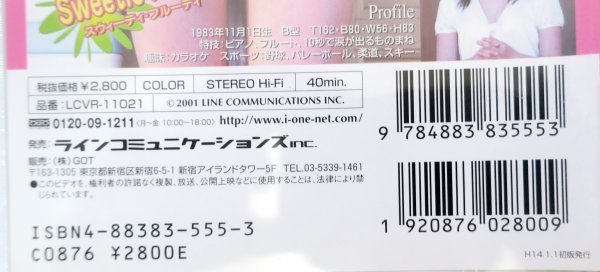 Sweetie
スウィーティ・フルーティ
Profile
1983年11月1日生 B型 T162・B80・W56・H83
特技：ピアノ、フルート、10秒で涙が出るものまね
趣味：カラオケ スポーツ：野球、バレーボール、柔道、スキー
税抜価格￥2,800 COLOR STEREO Hi-Fi 40min.
品番：LCVR-11021 © 2001 LINE COMMUNICATIONS INC.
0120-09-1211（月〜金 10:00〜18:00） http://www.i-one-net.com/
発売：ラインコミュニケーションズinc.
販売：（株）GOT
〒163-1305 東京都新宿区西新宿6-5-1 新宿アイランドタワー5F TEL.03-5339-1461
●このビデオを、権利者の許諾なく複製、放送、公開上映などに使用することは、法律により禁じられています。
ISBN4-88383-555-3
C0876 ¥2800E
9 784883 835553
1 920876 028009
H14.1.1初版発行